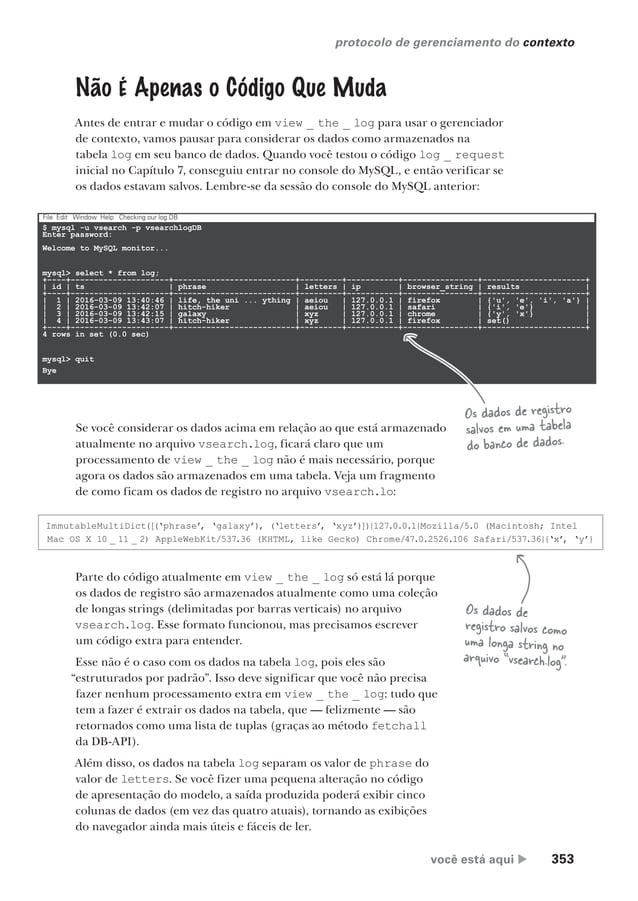 protocolo de gerenciamento do contexto
Não É Apenas o Código Que Muda
Antes de entrar e mudar o código em view _ the _ log para usar o gerenciador
de contexto, vamos pausar para considerar os dados como armazenados na
tabela log em seu banco de dados. Quando você testou o código log _ request
inicial no Capítulo 7, conseguiu entrar no console do MySQL, e então verificar se
os dados estavam salvos. Lembre-se da sessão do console do MySQL anterior:
File Edit Window Help Checking our log DB
$ mysql -u vsearch -p vsearchlogDB
Enter password:
Welcome to MySQL monitor...
mysql> select * from log;
+----+---------------------+--------------------------+---------+-----------+----------------+----------------------+
| id | ts | phrase | letters | ip | browser_string | results |
+----+---------------------+--------------------------+---------+-----------+----------------+----------------------+
| 1 | 2016-03-09 13:40:46 | life, the uni ... ything | aeiou | 127.0.0.1 | firefox | {'u', 'e', 'i', 'a'} |
| 2 | 2016-03-09 13:42:07 | hitch-hiker | aeiou | 127.0.0.1 | safari | {'i', 'e'} |
| 3 | 2016-03-09 13:42:15 | galaxy | xyz | 127.0.0.1 | chrome | {'y', 'x'} |
| 4 | 2016-03-09 13:43:07 | hitch-hiker | xyz | 127.0.0.1 | firefox | set() |
+----+---------------------+--------------------------+---------+-----------+----------------+----------------------+
4 rows in set (0.0 sec)
mysql> quit
Bye
Os dados de registro
salvos em uma tabela
do banco de dados.
Se você considerar os dados acima em relação ao que está armazenado
atualmente no arquivo vsearch.log, ficará claro que um
processamento de view _ the _ log não é mais necessário, porque
agora os dados são armazenados em uma tabela. Veja um fragmento
de como ficam os dados de registro no arquivo vsearch.lo:
ImmutableMultiDict([(‘phrase’, ‘galaxy’), (‘letters’, ‘xyz’)])|127.0.0.1|Mozilla/5.0 (Macintosh; Intel
Mac OS X 10 _ 11 _ 2) AppleWebKit/537.36 (KHTML, like Gecko) Chrome/47.0.2526.106 Safari/537.36|{‘x’, ‘y’}
Os dados de
registro salvos como
uma longa string no
arquivo “vsearch.log”.
Parte do código atualmente em view _ the _ log só está lá porque
os dados de registro são armazenados atualmente como uma coleção
de longas strings (delimitadas por barras verticais) no arquivo
vsearch.log. Esse formato funcionou, mas precisamos escrever
um código extra para entender.
Esse não é o caso com os dados na tabela log, pois eles são
“estruturados por padrão”. Isso deve significar que você não precisa
fazer nenhum processamento extra em view _ the _ log: tudo que
tem a fazer é extrair os dados na tabela, que — felizmente — são
retornados como uma lista de tuplas (graças ao método fetchall
da DB-API).
Além disso, os dados na tabela log separam os valor de phrase do
valor de letters. Se você fizer uma pequena alteração no código
de apresentação do modelo, a saída produzida poderá exibir cinco
colunas de dados (em vez das quatro atuais), tornando as exibições
do navegador ainda mais úteis e fáceis de ler.
você está aqui ▶ 353